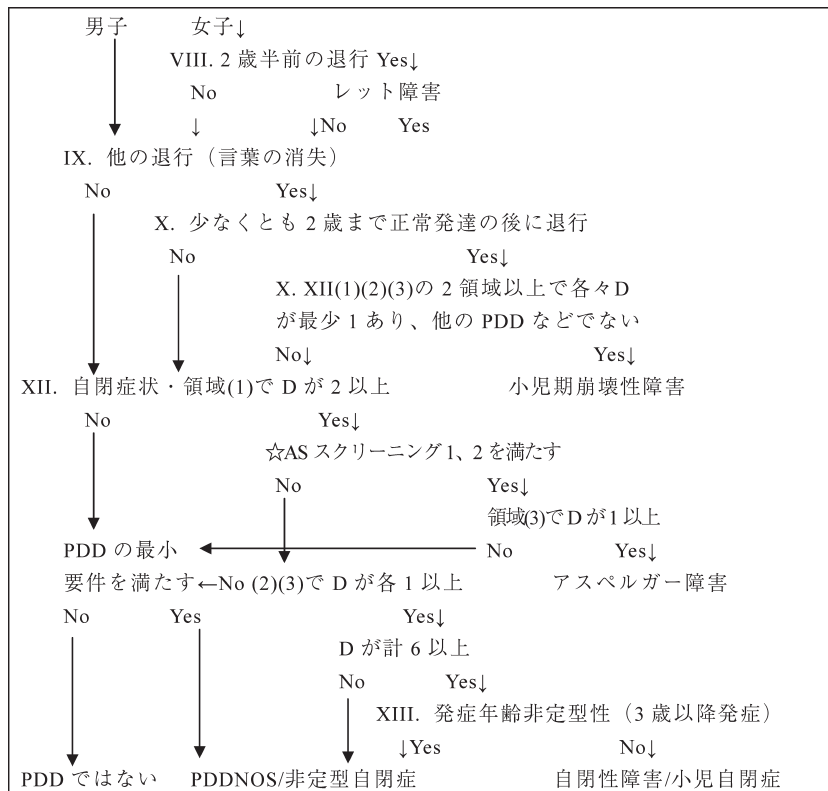 男子 女子↓
VIII. 2 歳半前の退行 Yes↓
No レット障害
↓ ↓No Yes
IX. 他の退行（言葉の消失）
No Yes↓
X. 少なくとも 2 歳まで正常発達の後に退行
No Yes↓
X. XII(1)(2)(3)の 2 領域以上で各々D
が最少 1 あり、他の PDD などでない
No↓ Yes↓
XII. 自閉症状・領域(1)で D が 2 以上 小児期崩壊性障害
No Yes↓
☆AS スクリーニング 1、2 を満たす
No Yes↓
領域(3)で D が 1 以上
PDD の最小 No Yes↓
要件を満たす←No (2)(3)で D が各 1 以上 アスペルガー障害
No Yes Yes↓
D が計 6 以上
No Yes↓
XIII. 発症年齢非定型性（3 歳以降発症）
↓Yes No↓
PDD ではない PDDNOS/非定型自閉症 自閉性障害/小児自閉症